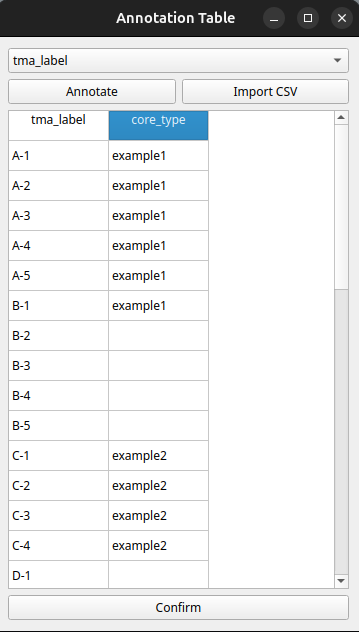 Annotation Table
tma_label
Annotate Import CSV
tma_label core_type
A-1 example1
A-2 example1
A-3 example1
A-4 example1
A-5 example1
B-1 example1
B-2
B-3
B-4
B-5
C-1 example2
C-2 example2
C-3 example2
C-4 example2
D-1
Confirm